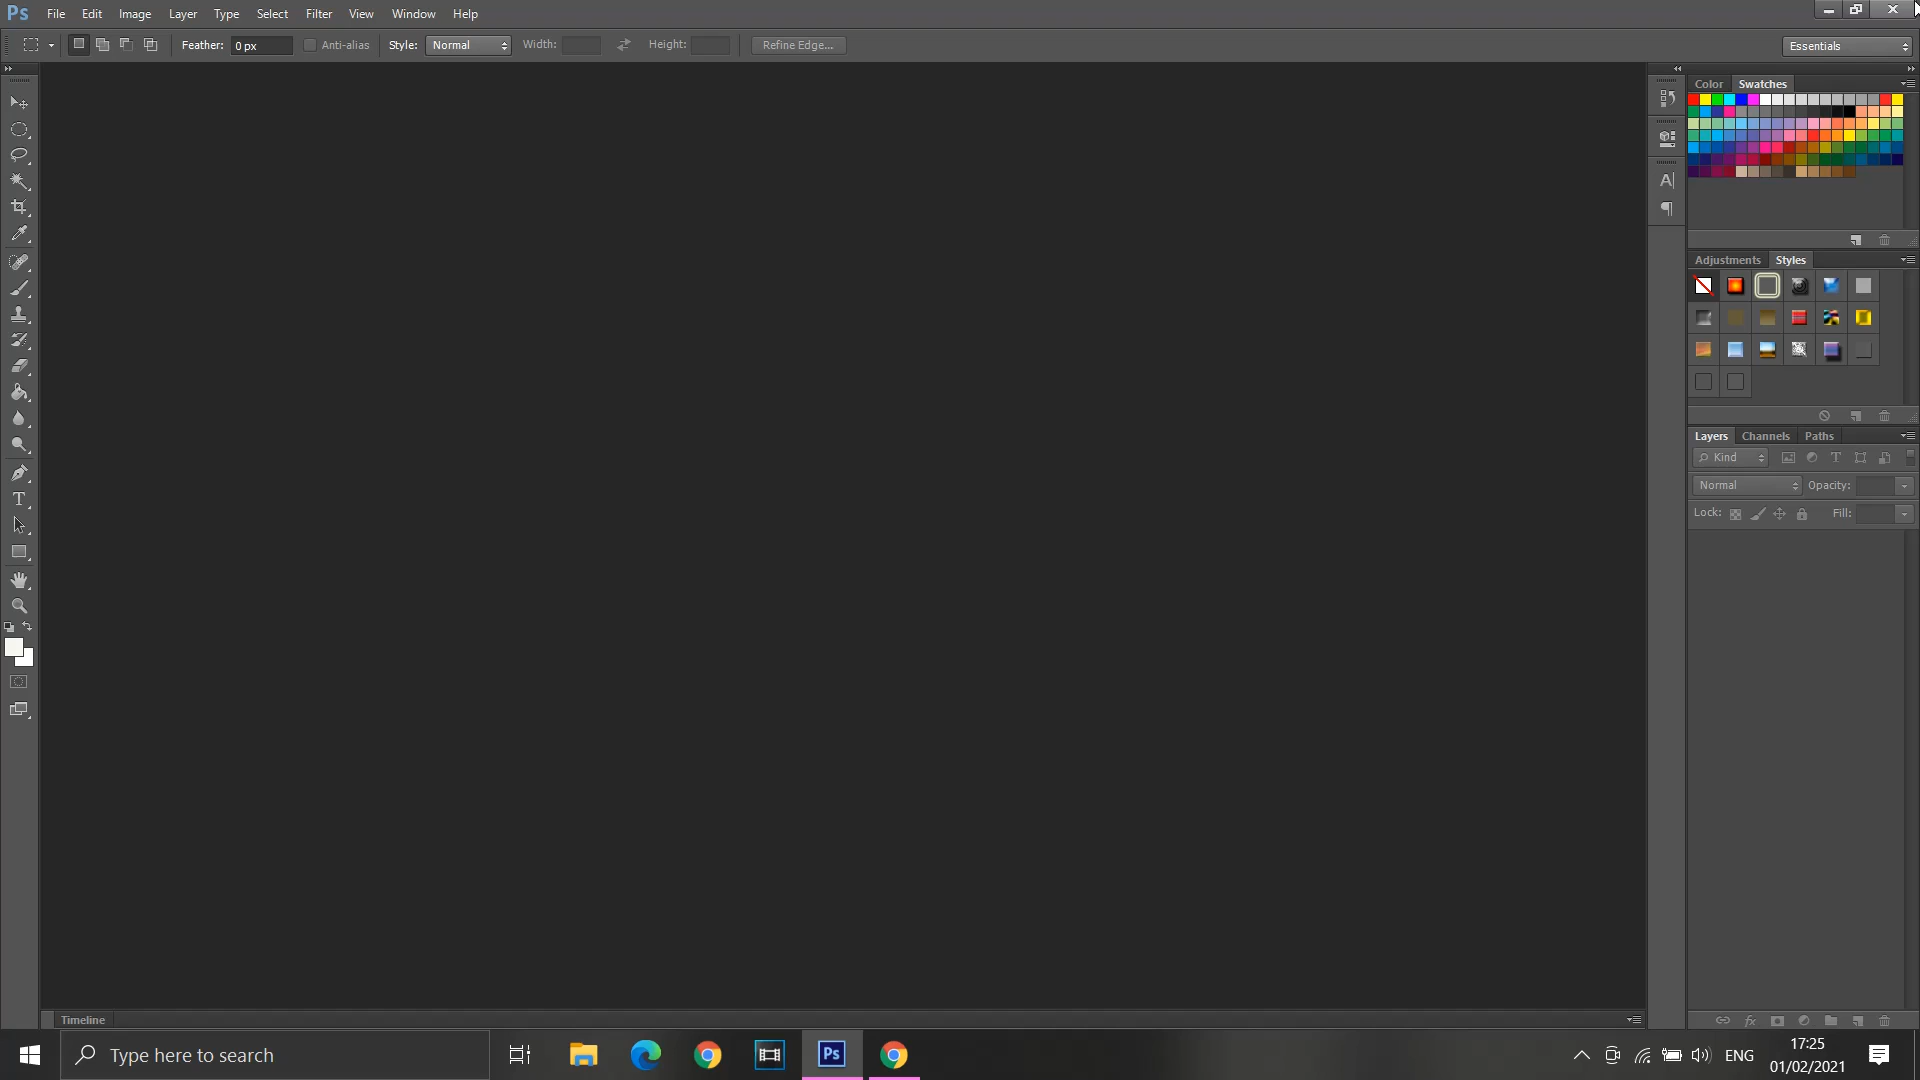 Ps File Edit Image Layer Type Select Filter View Window Help
Feather: 0 px Anti-alias Style: Normal Width: Height: Refine Edge... Essentials
Color Swatches
Adjustments Styles
Layers Channels Paths
Kind
Normal Opacity:
Lock: Fill:
Timeline
Type here to search
Ps
ENG
17:25
01/02/2021